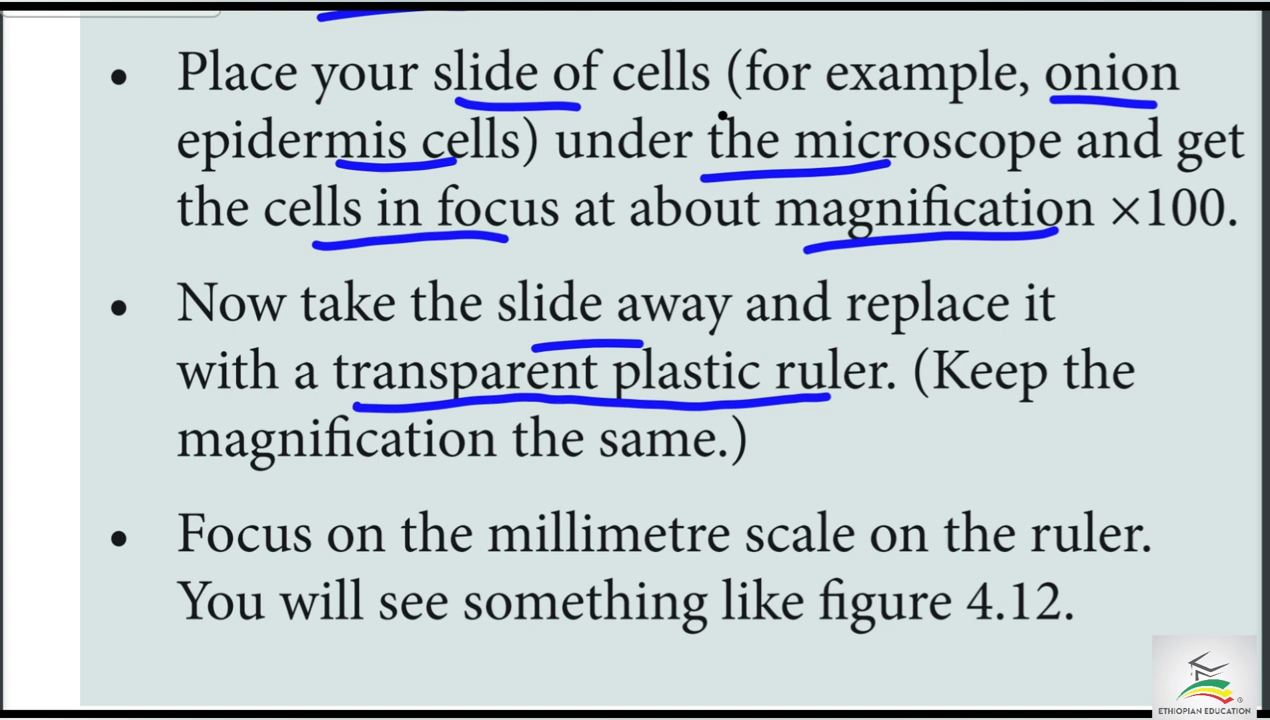 • Place your slide of cells (for example, onion
epidermis cells) under the microscope and get
the cells in focus at about magnification ×100.
• Now take the slide away and replace it
with a transparent plastic ruler. (Keep the
magnification the same.)
• Focus on the millimetre scale on the ruler.
You will see something like figure 4.12.
ETHIOPIAN EDUCATION